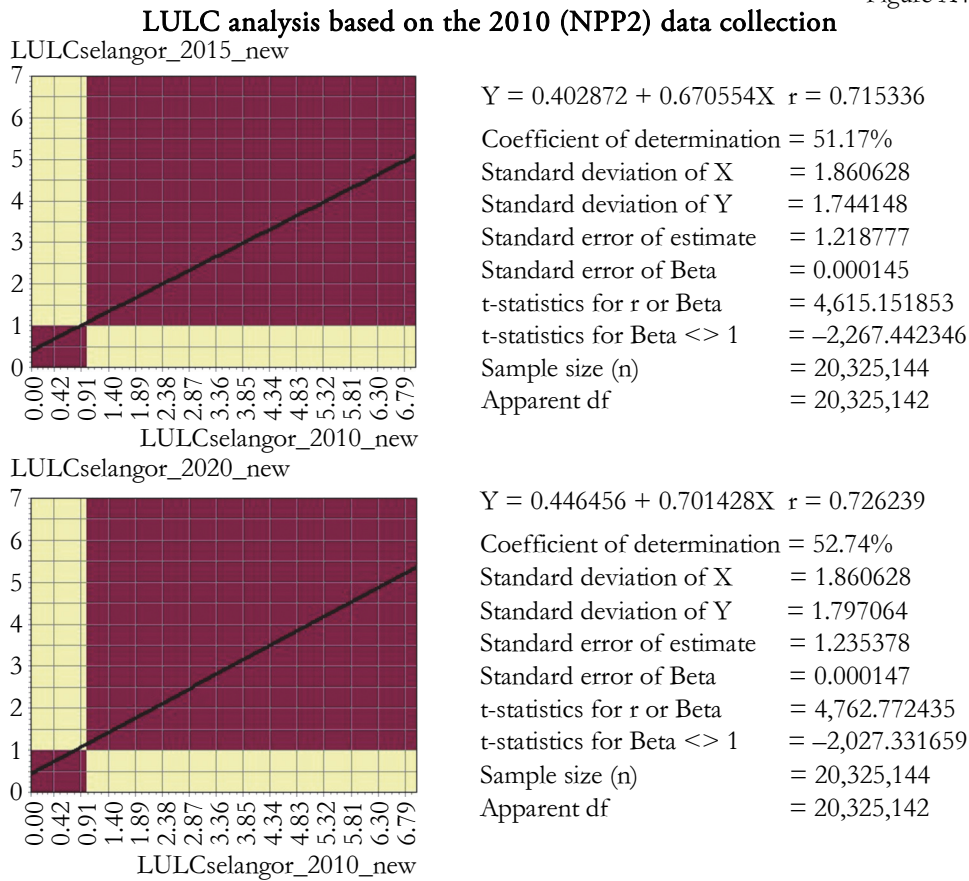 LULC analysis based on the 2010 (NPP2) data collection
LULCselangor_2015_new
7
6
5
4
3
2
1
0
0.00 0.42 0.91 1.40 1.89 2.38 2.87 3.36 3.85 4.34 4.83 5.32 5.81 6.30 6.79
LULCselangor_2010_new
Y = 0.402872 + 0.670554X r = 0.715336
Coefficient of determination = 51.17%
Standard deviation of X = 1.860628
Standard deviation of Y = 1.744148
Standard error of estimate = 1.218777
Standard error of Beta = 0.000145
t-statistics for r or Beta = 4,615.151853
t-statistics for Beta <> 1 = –2,267.442346
Sample size (n) = 20,325,144
Apparent df = 20,325,142
LULCselangor_2020_new
7
6
5
4
3
2
1
0
0.00 0.42 0.91 1.40 1.89 2.38 2.87 3.36 3.85 4.34 4.83 5.32 5.81 6.30 6.79
LULCselangor_2010_new
Y = 0.446456 + 0.701428X r = 0.726239
Coefficient of determination = 52.74%
Standard deviation of X = 1.860628
Standard deviation of Y = 1.797064
Standard error of estimate = 1.235378
Standard error of Beta = 0.000147
t-statistics for r or Beta = 4,762.772435
t-statistics for Beta <> 1 = –2,027.331659
Sample size (n) = 20,325,144
Apparent df = 20,325,142